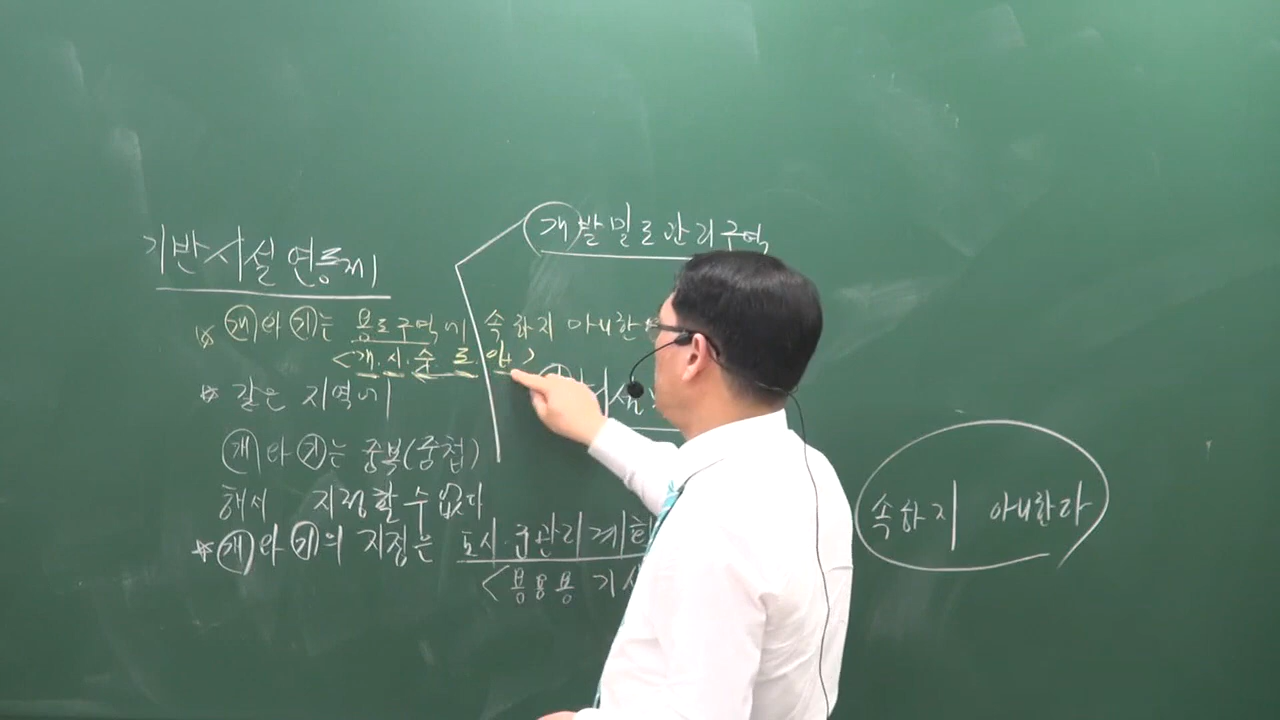 개발밀도관리구역
기반시설연동제
※ 개와 기는 용도구역에 속하지 아니한
<개.시.수.도.입>
※ 같은 지역에
개와 기는 중복(중첩)
해서 지정할 수 없다
※ 개와 기의 지정은 도시·군관리계획
<용용용 기
속하지 아니한다